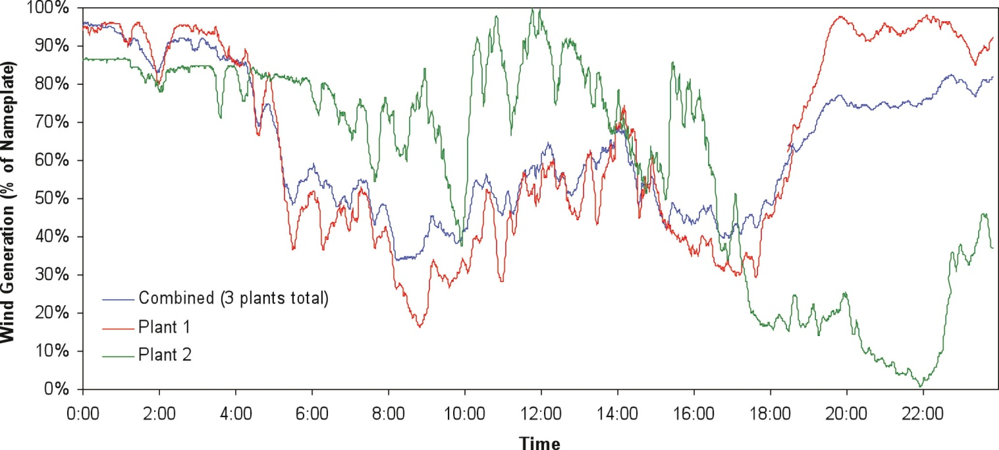 Wind Generation (% of Nameplate)
100%
90%
80%
70%
60%
50%
40%
30%
20%
10%
0%
Combined (3 plants total)
Plant 1
Plant 2
0:00 2:00 4:00 6:00 8:00 10:00 12:00 14:00 16:00 18:00 20:00 22:00
Time